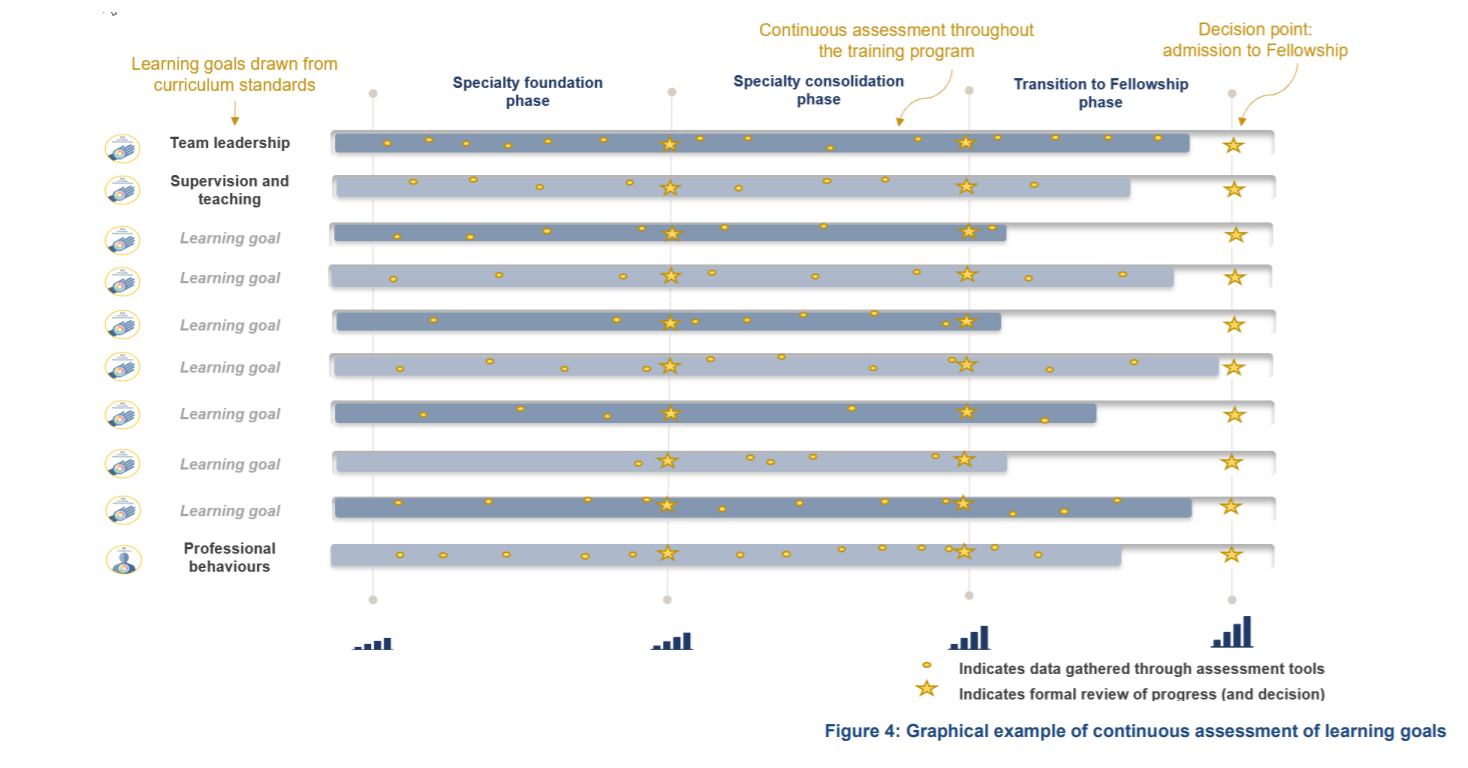 Continuous assessment throughout
the training program
Decision point:
admission to Fellowship
Learning goals drawn from
curriculum standards
Specialty foundation
phase
Specialty consolidation
phase
Transition to Fellowship
phase
Team leadership
Supervision and
teaching
Learning goal
Learning goal
Learning goal
Learning goal
Learning goal
Learning goal
Learning goal
Professional
behaviours
Indicates data gathered through assessment tools
Indicates formal review of progress (and decision)
Figure 4: Graphical example of continuous assessment of learning goals